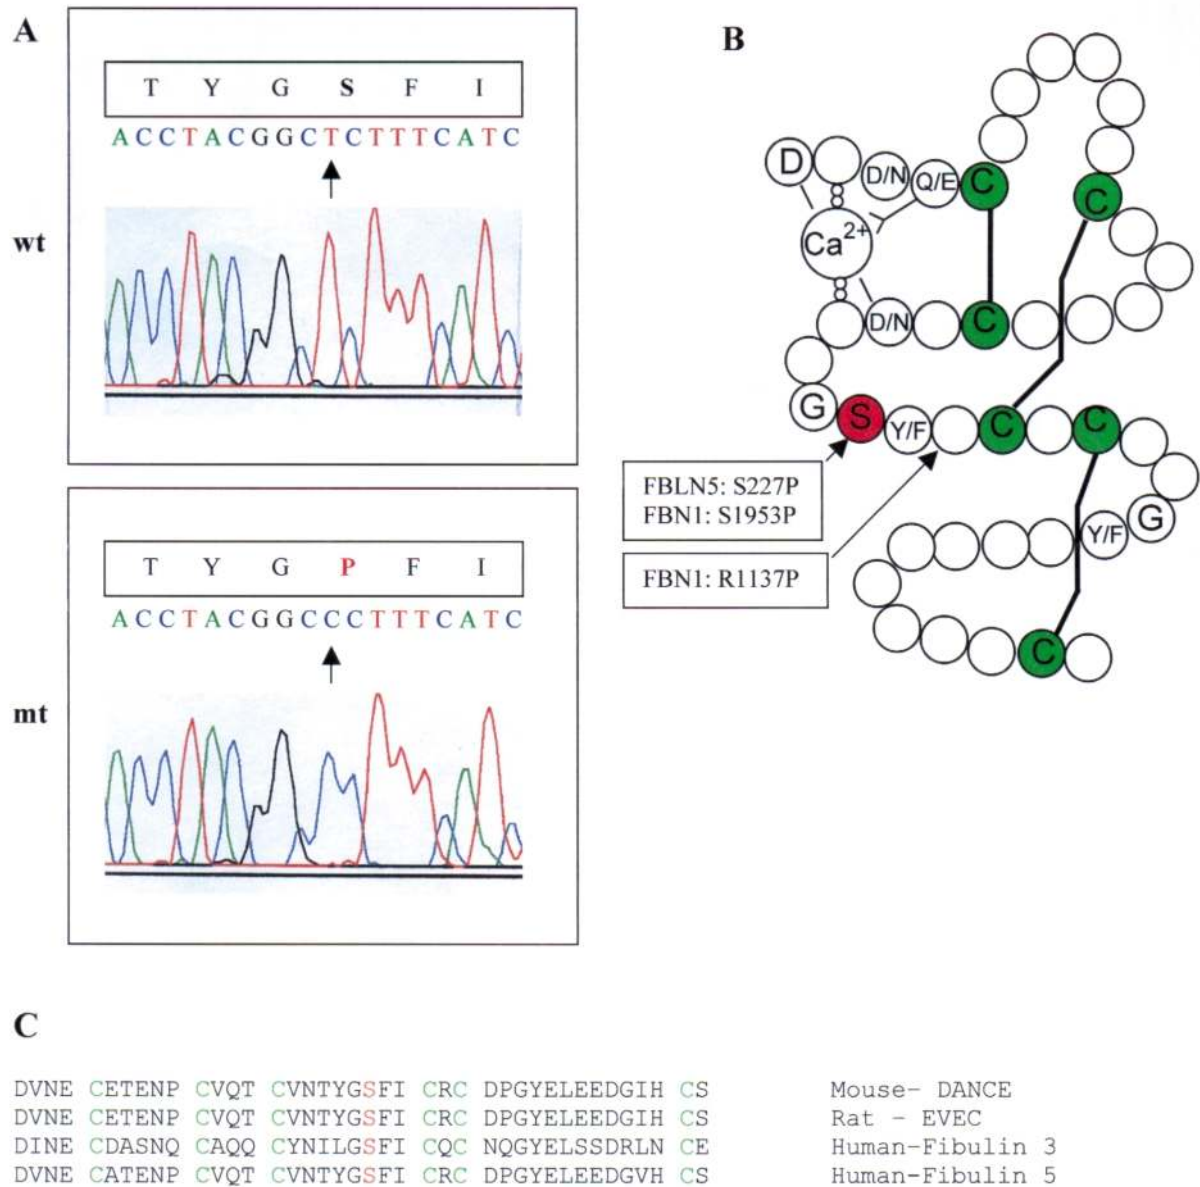 A
T Y G S F I
ACCTACGGCTCTTTCATC
wt
T Y G P F I
ACCTACGGCCCTTTCATC
mt
B
D D/N Q/E C C
Ca2+
D/N C
G S Y/F C C
FBLN5: S227P
FBN1: S1953P
FBN1: R1137P
Y/F G
C
C
DVNE CETENP CVQT CVNTYGSFI CRC DPGYELEEDGIH CS Mouse- DANCE
DVNE CETENP CVQT CVNTYGSFI CRC DPGYELEEDGIH CS Rat - EVEC
DINE CDASNQ CAQQ CYNILGSFI CQC NQGYELSSDRLN CE Human-Fibulin 3
DVNE CATENP CVQT CVNTYGSFI CRC DPGYELEEDGVH CS Human-Fibulin 5